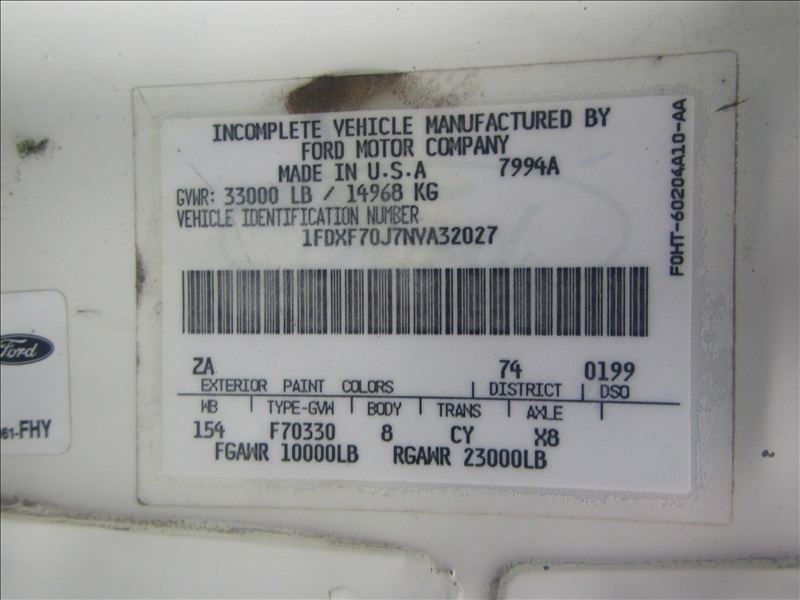 INCOMPLETE VEHICLE MANUFACTURED BY
FORD MOTOR COMPANY
MADE IN U.S.A 7994A
GVWR: 33000 LB / 14968 KG
VEHICLE IDENTIFICATION NUMBER
1FDXF70J7NVA32027
F0HT-60204A10-AA
ZA 74 0199
EXTERIOR PAINT COLORS DISTRICT DSO
WB TYPE-GVW BODY TRANS AXLE
154 F70330 8 CY X8
FGAWR 10000LB RGAWR 23000LB
Ford
61-FHY